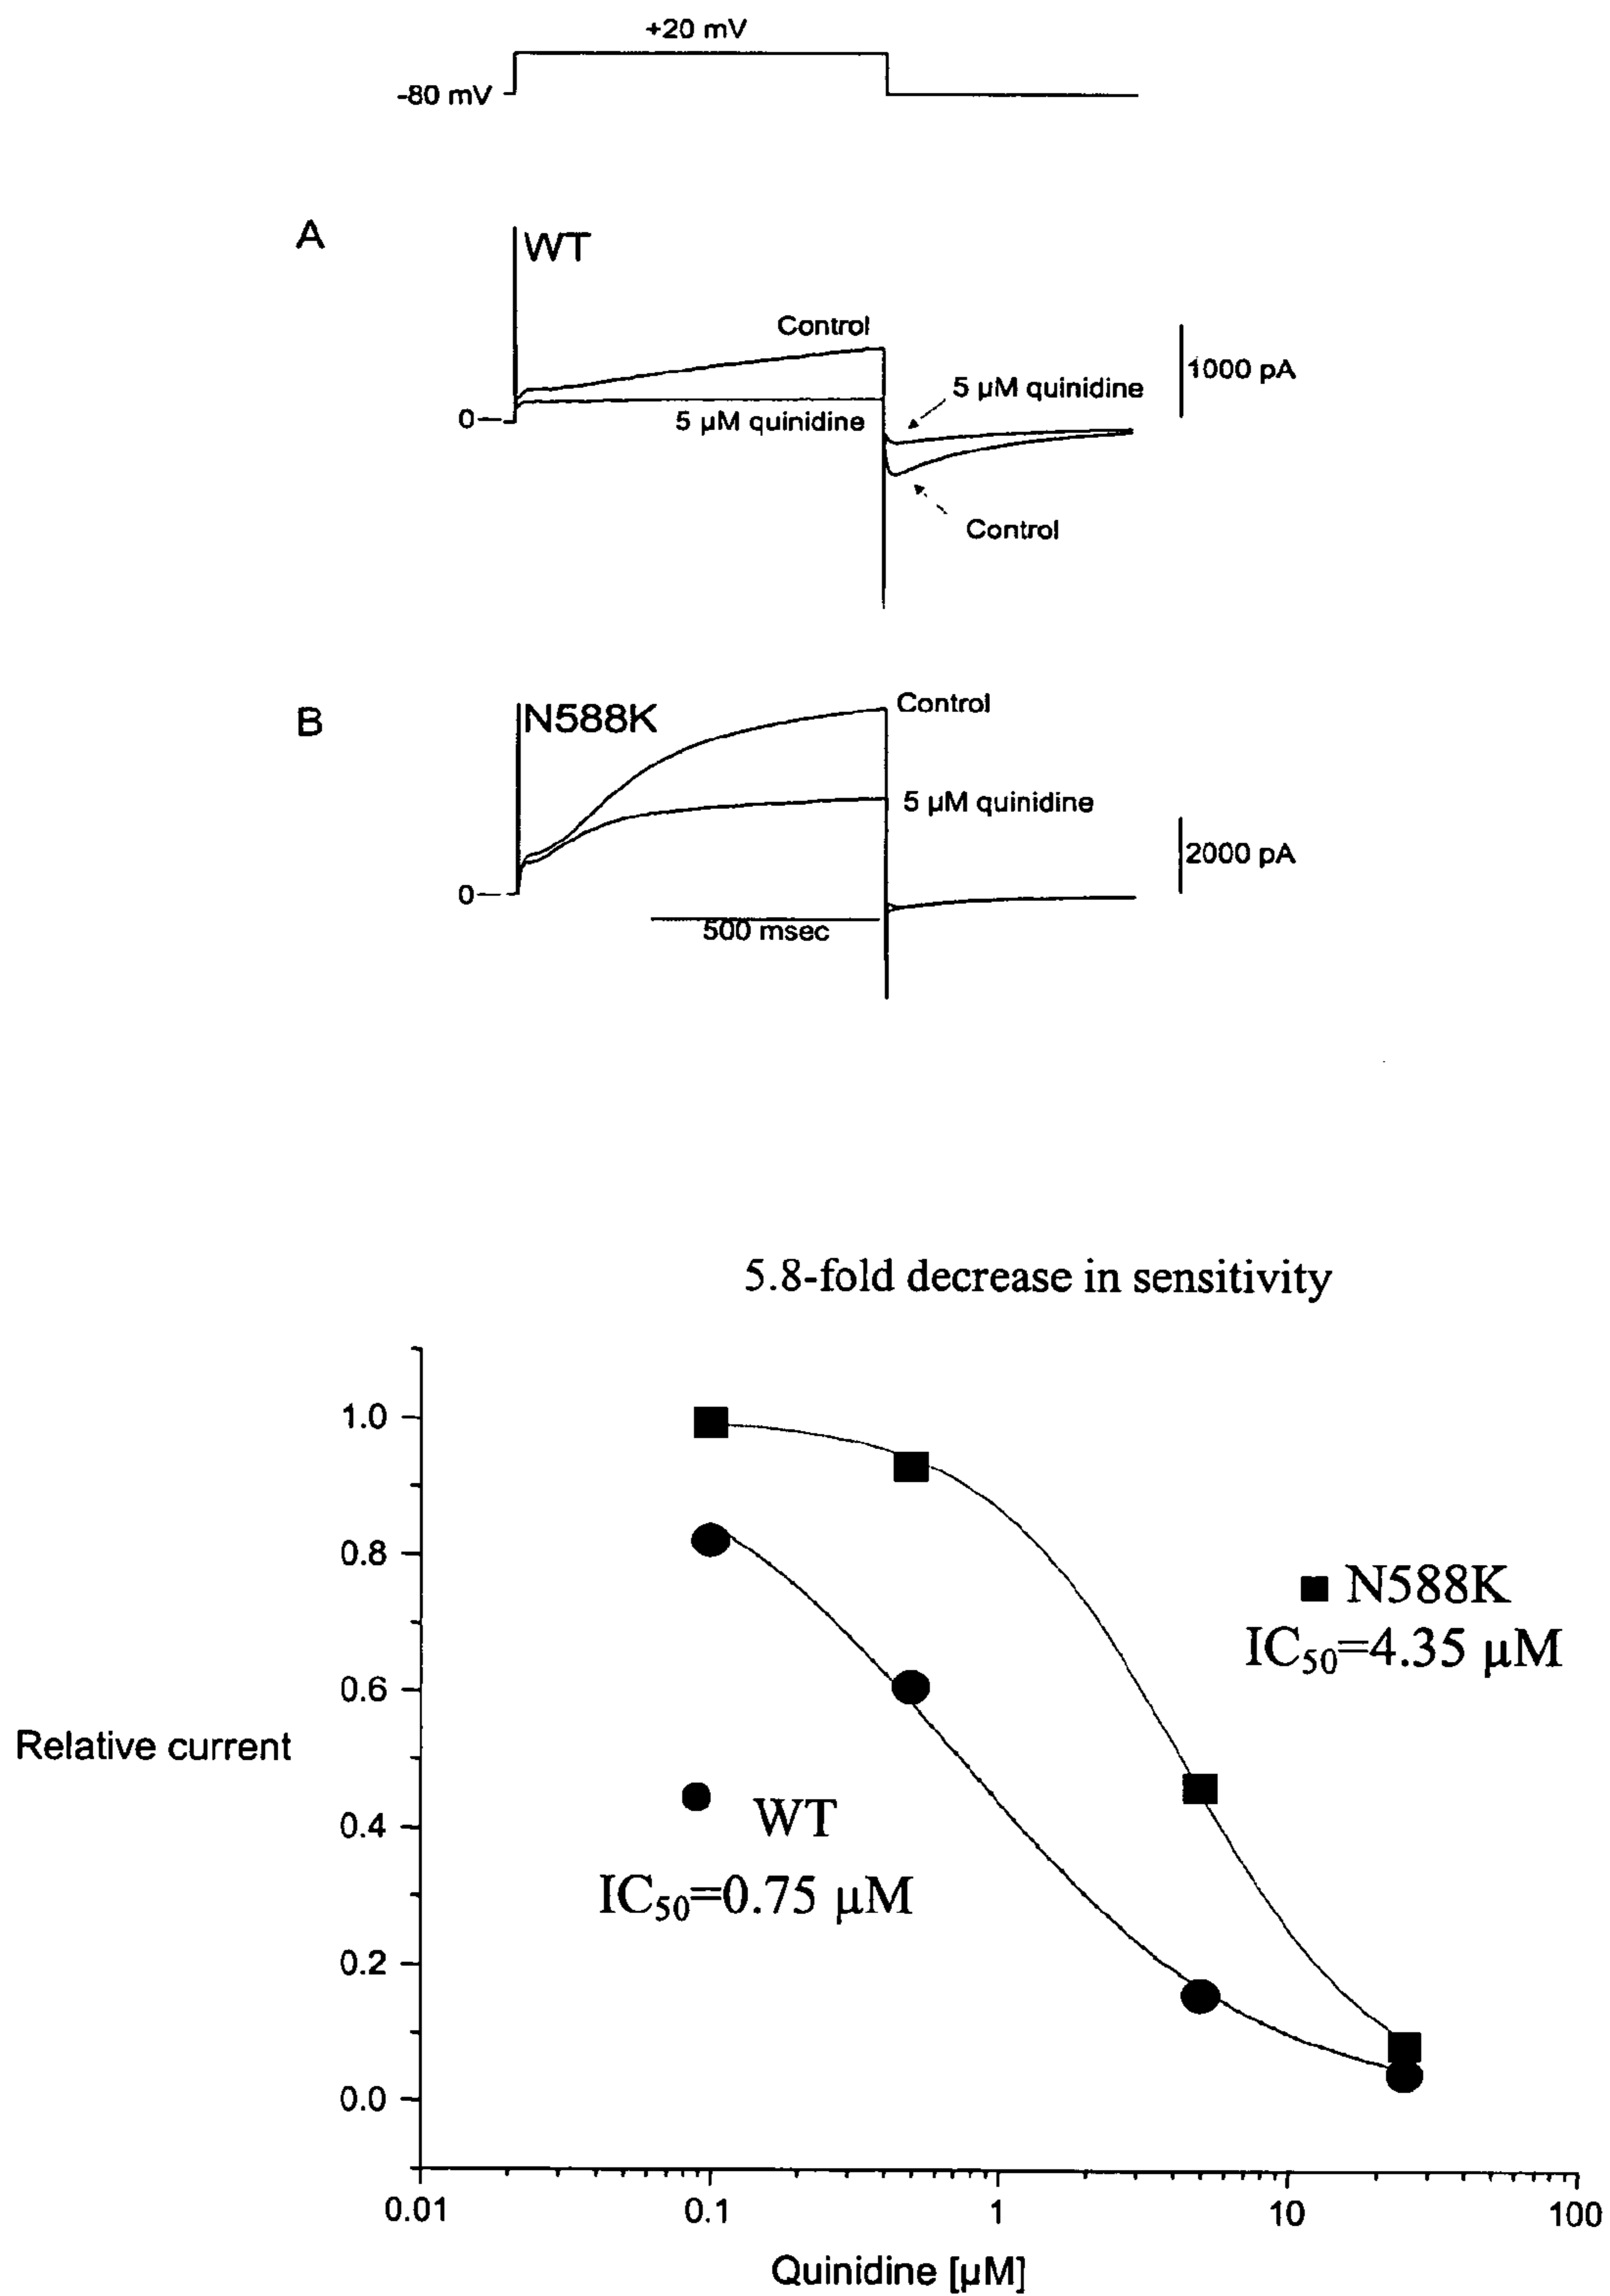 +20 mV
-80 mV
A
WT
Control
1000 pA
5 µM quinidine
0
5 µM quinidine
Control
B
N588K
Control
5 µM quinidine
2000 pA
0
500 msec
5.8-fold decrease in sensitivity
1.0
0.8
N588K
IC₅₀=4.35 µM
0.6
Relative current
0.4
WT
IC₅₀=0.75 µM
0.2
0.0
0.01 0.1 1 10 100
Quinidine [µM]